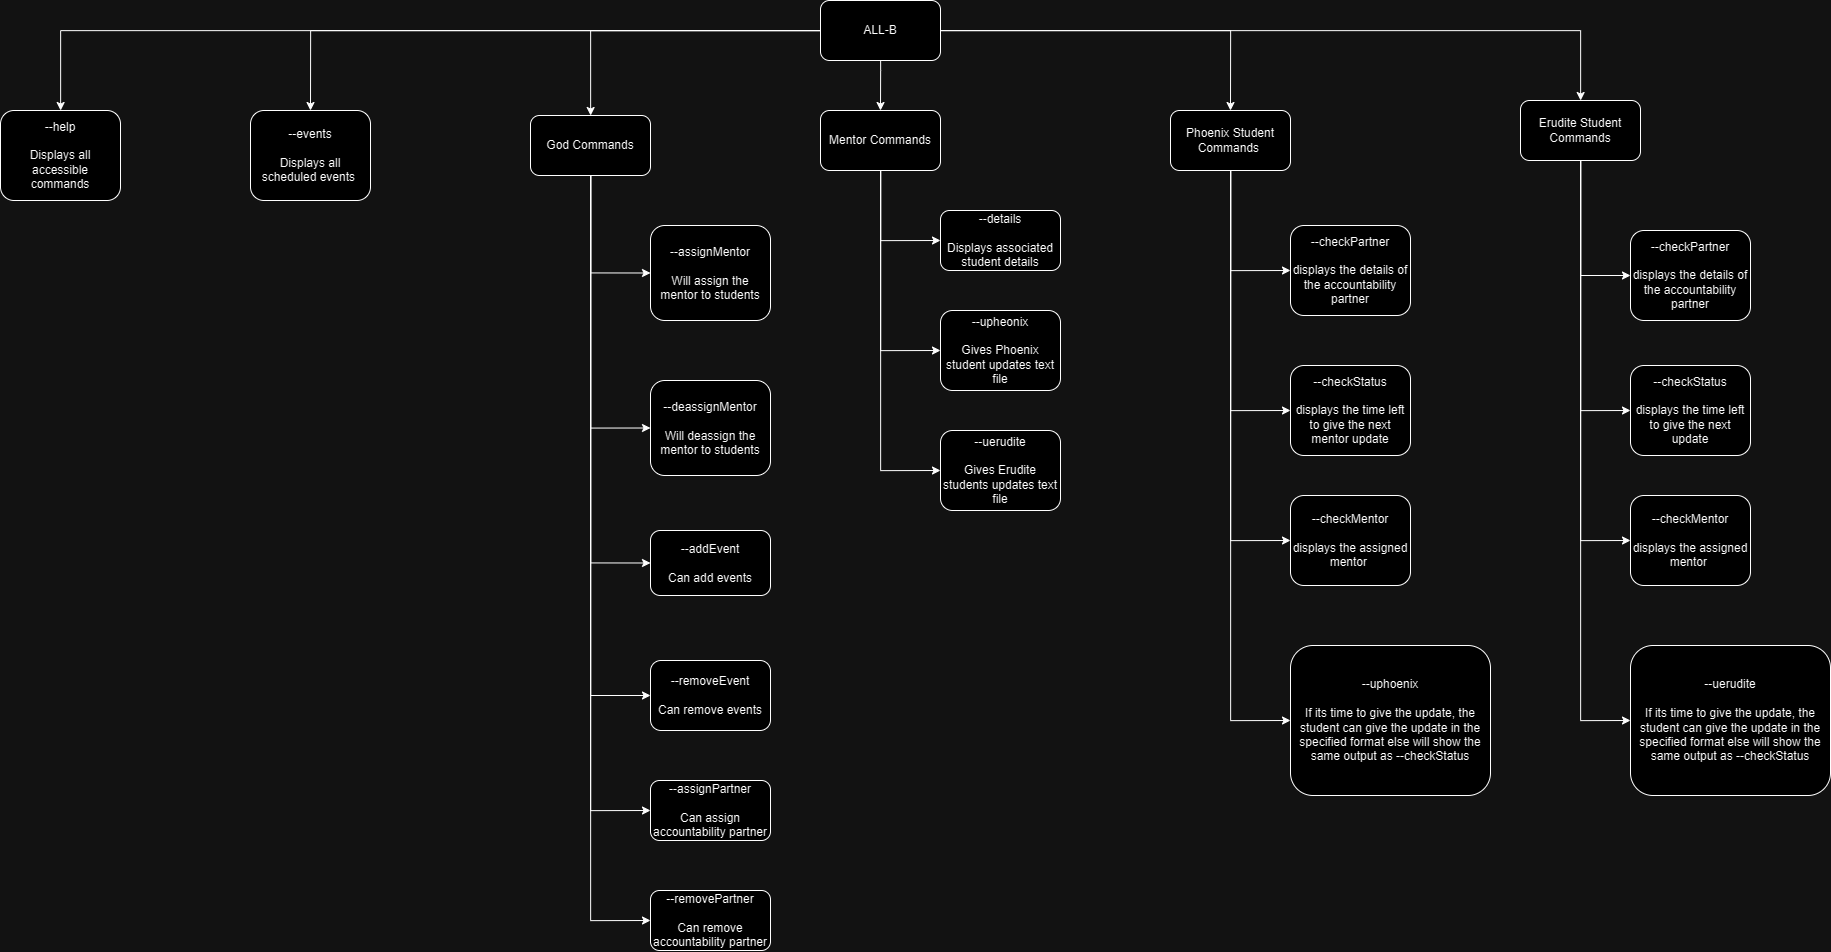 ALL-B
--help
Displays all
accessible
commands
--events
Displays all
scheduled events
God Commands
--assignMentor
Will assign the
mentor to students
--deassignMentor
Will deassign the
mentor to students
--addEvent
Can add events
--removeEvent
Can remove events
--assignPartner
Can assign
accountability partner
--removePartner
Can remove
accountability partner
Mentor Commands
--details
Displays associated
student details
--upheonix
Gives Phoenix
student updates text
file
--uerudite
Gives Erudite
students updates text
file
Phoenix Student
Commands
--checkPartner
displays the details of
the accountability
partner
--checkStatus
displays the time left
to give the next
mentor update
--checkMentor
displays the assigned
mentor
--uphoenix
If its time to give the update, the
student can give the update in the
specified format else will show the
same output as --checkStatus
Erudite Student
Commands
--checkPartner
displays the details of
the accountability
partner
--checkStatus
displays the time left
to give the next
update
--checkMentor
displays the assigned
mentor
--uerudite
If its time to give the update, the
student can give the update in the
specified format else will show the
same output as --checkStatus